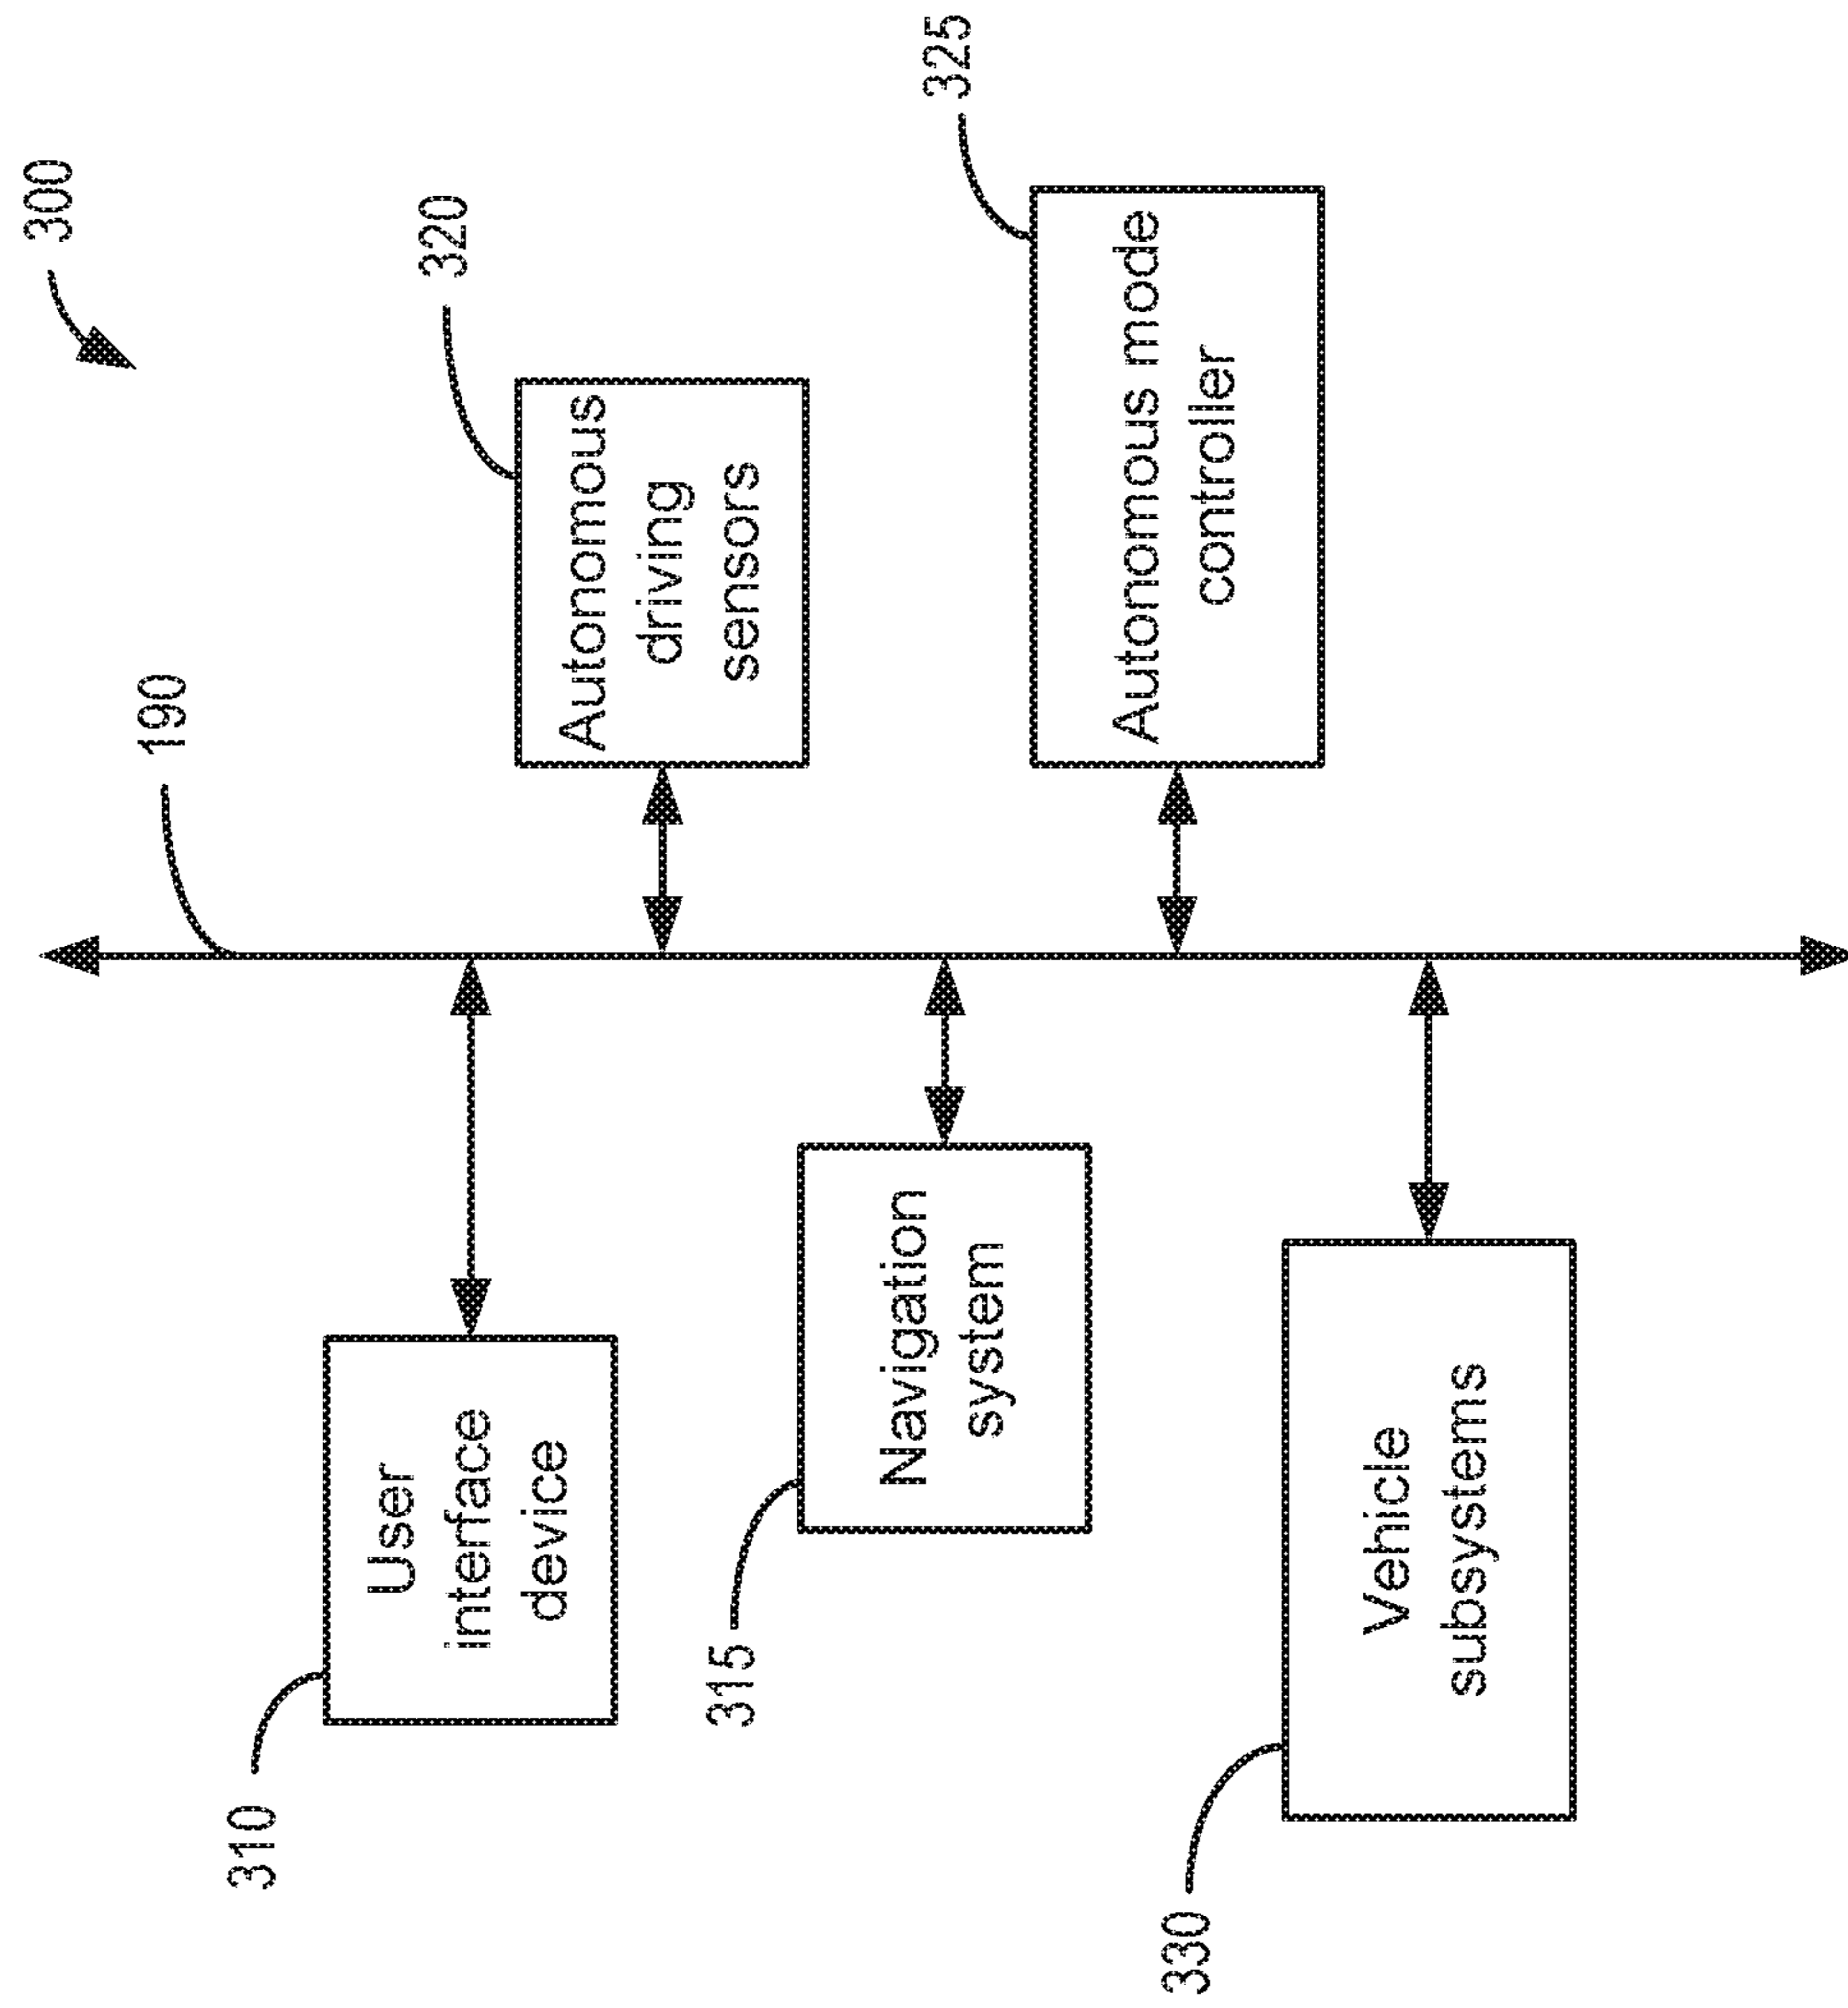 300
190
320
Autonomous
driving
sensors
325
Autonomous mode
controller
310
User
interface
device
315
Navigation
system
330
Vehicle
subsystems